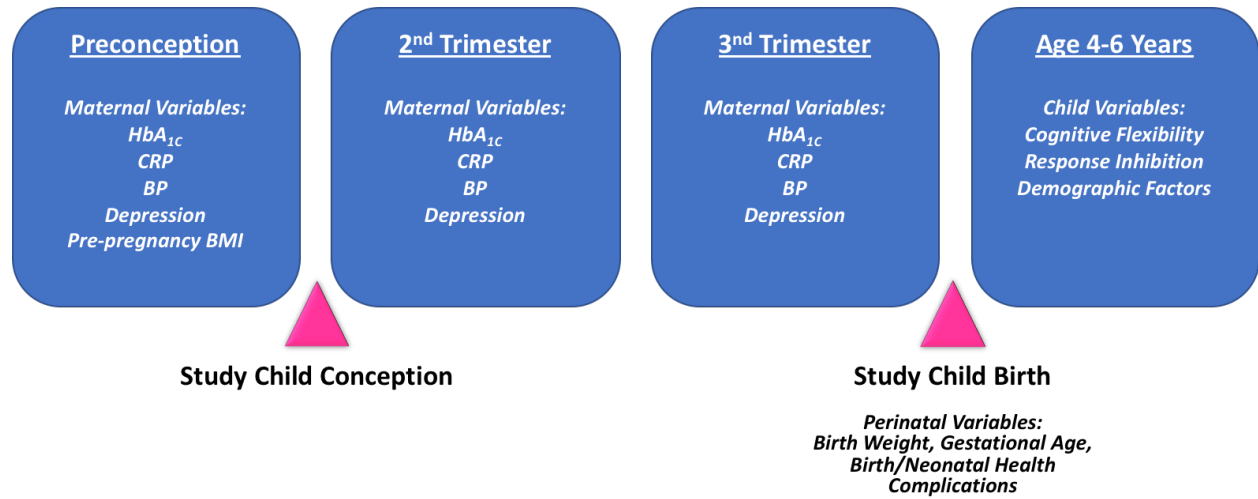 Preconception
Maternal Variables:
HbA1C
CRP
BP
Depression
Pre-pregnancy BMI
2nd Trimester
Maternal Variables:
HbA1C
CRP
BP
Depression
3nd Trimester
Maternal Variables:
HbA1C
CRP
BP
Depression
Age 4-6 Years
Child Variables:
Cognitive Flexibility
Response Inhibition
Demographic Factors
Study Child Conception
Study Child Birth
Perinatal Variables:
Birth Weight, Gestational Age,
Birth/Neonatal Health
Complications